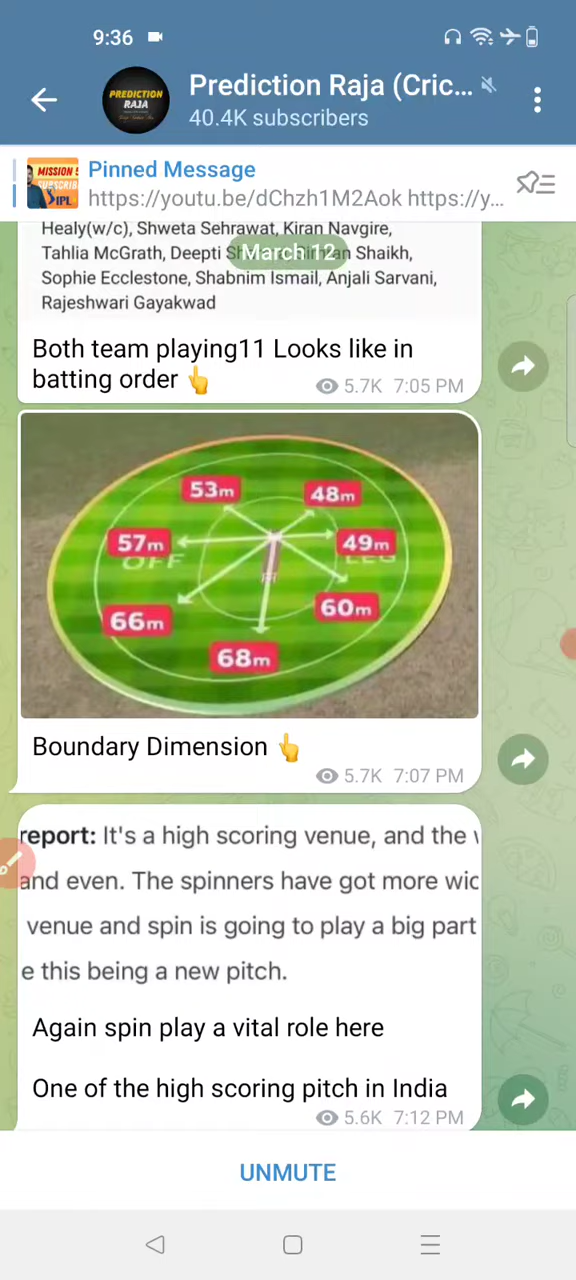 9:36
Prediction Raja (Cric...
40.4K subscribers
PREDICTION
RAJA
Pinned Message
https://youtu.be/dChzh1M2Aok https://y...
MISSION
SUBSCRIB
IPL
March 12
Healy(w/c), Shweta Sehrawat, Kiran Navgire,
Tahlia McGrath, Deepti Shaikh,
Sophie Ecclestone, Shabnim Ismail, Anjali Sarvani,
Rajeshwari Gayakwad
Both team playing11 Looks like in
batting order 👆
5.7K 7:05 PM
53m
48m
57m
49m
OFF
LEG
66m
60m
68m
Boundary Dimension 👆
5.7K 7:07 PM
report: It's a high scoring venue, and the
and even. The spinners have got more wic
venue and spin is going to play a big part
e this being a new pitch.
Again spin play a vital role here
One of the high scoring pitch in India
5.6K 7:12 PM
UNMUTE